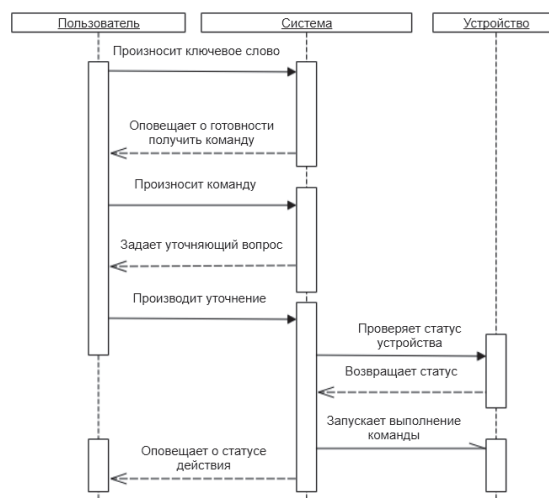 Пользователь
Система
Устройство
Произносит ключевое слово
Оповещает о готовности
получить команду
Произносит команду
Задает уточняющий вопрос
Производит уточнение
Проверяет статус
устройства
Возвращает статус
Запускает выполнение
команды
Оповещает о статусе
действия